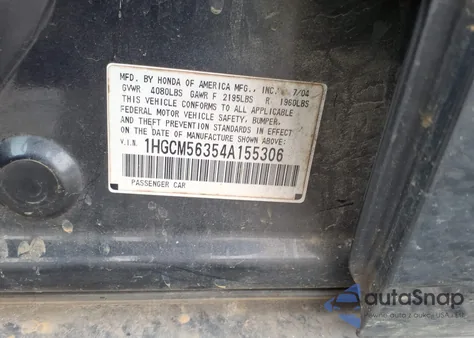 MFD. BY HONDA OF AMERICA MFG., INC. 7/04
GVWR 4080LBS GAWR F 2195LBS R 1960LBS
THIS VEHICLE CONFORMS TO ALL APPLICABLE
FEDERAL MOTOR VEHICLE SAFETY, BUMPER,
AND THEFT PREVENTION STANDARDS IN EFFECT
ON THE DATE OF MANUFACTURE SHOWN ABOVE.
V.I.N. 1HGCM56354A155306
PASSENGER CAR
autoSnap